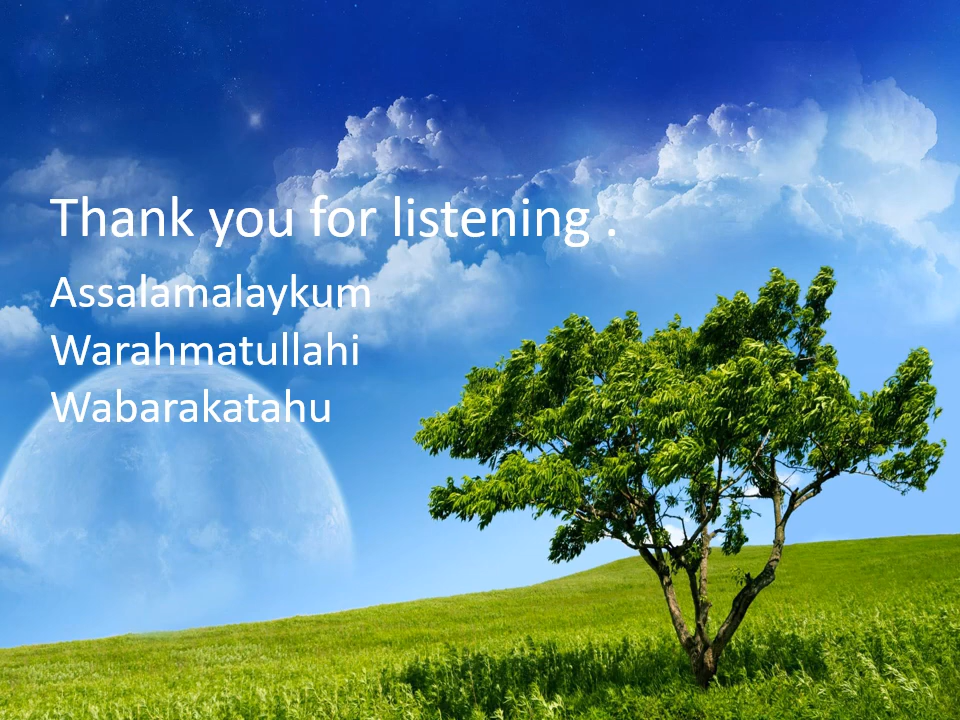 Thank you for listening .
Assalamalaykum
Warahmatullahi
Wabarakatahu